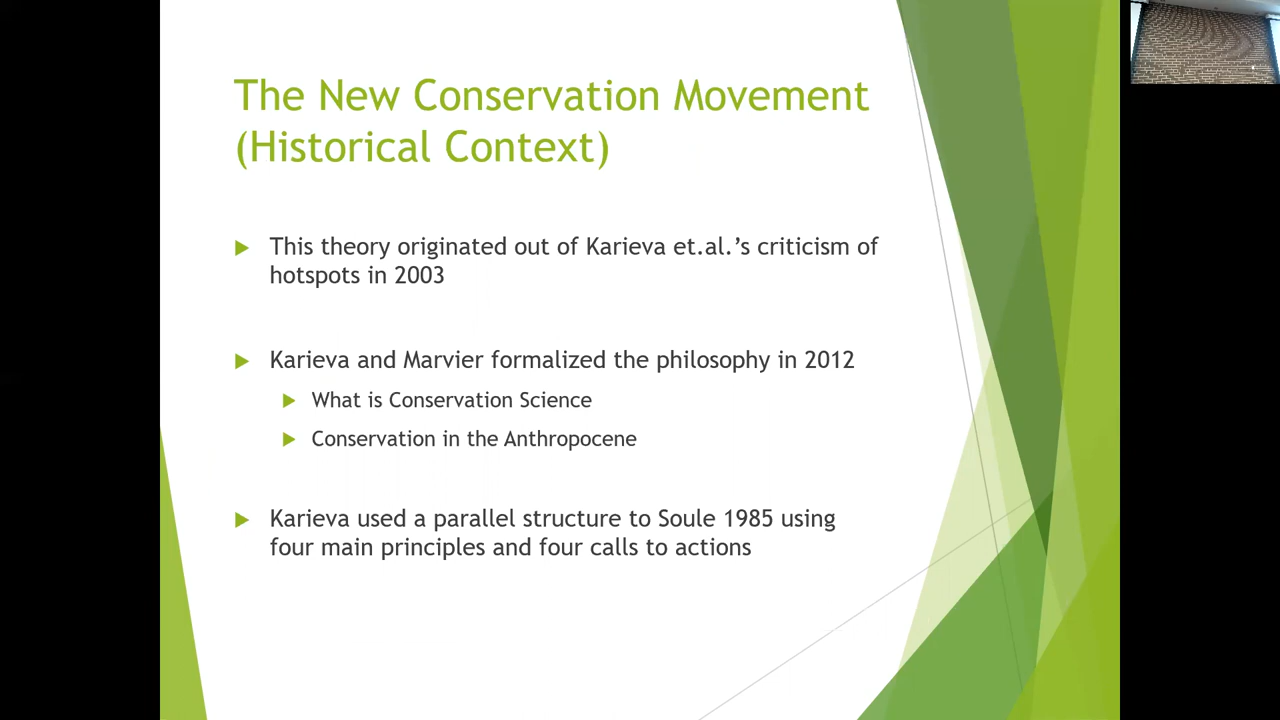 The New Conservation Movement
(Historical Context)
This theory originated out of Karieva et.al.’s criticism of
hotspots in 2003
Karieva and Marvier formalized the philosophy in 2012
What is Conservation Science
Conservation in the Anthropocene
Karieva used a parallel structure to Soule 1985 using
four main principles and four calls to actions